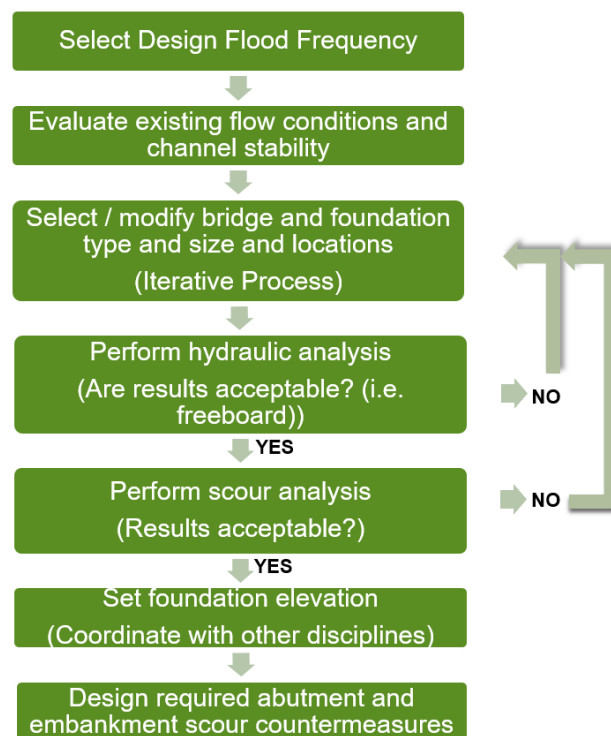 Select Design Flood Frequency
Evaluate existing flow conditions and
channel stability
Select / modify bridge and foundation
type and size and locations
(Iterative Process)
Perform hydraulic analysis
(Are results acceptable? (i.e.
freeboard))
NO
YES
Perform scour analysis
(Results acceptable?)
NO
YES
Set foundation elevation
(Coordinate with other disciplines)
Design required abutment and
embankment scour countermeasures